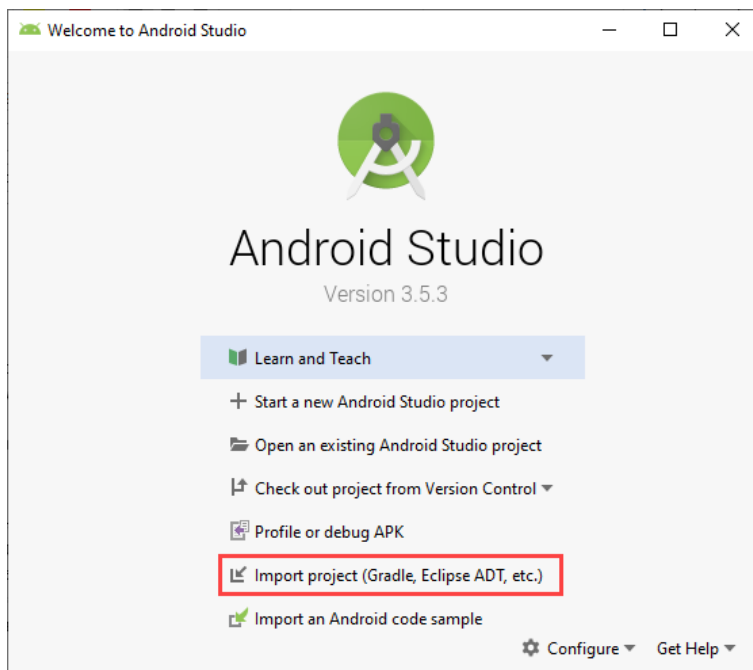 Welcome to Android Studio
Android Studio
Version 3.5.3
Learn and Teach
Start a new Android Studio project
Open an existing Android Studio project
Check out project from Version Control
Profile or debug APK
Import project (Gradle, Eclipse ADT, etc.)
Import an Android code sample
Configure Get Help